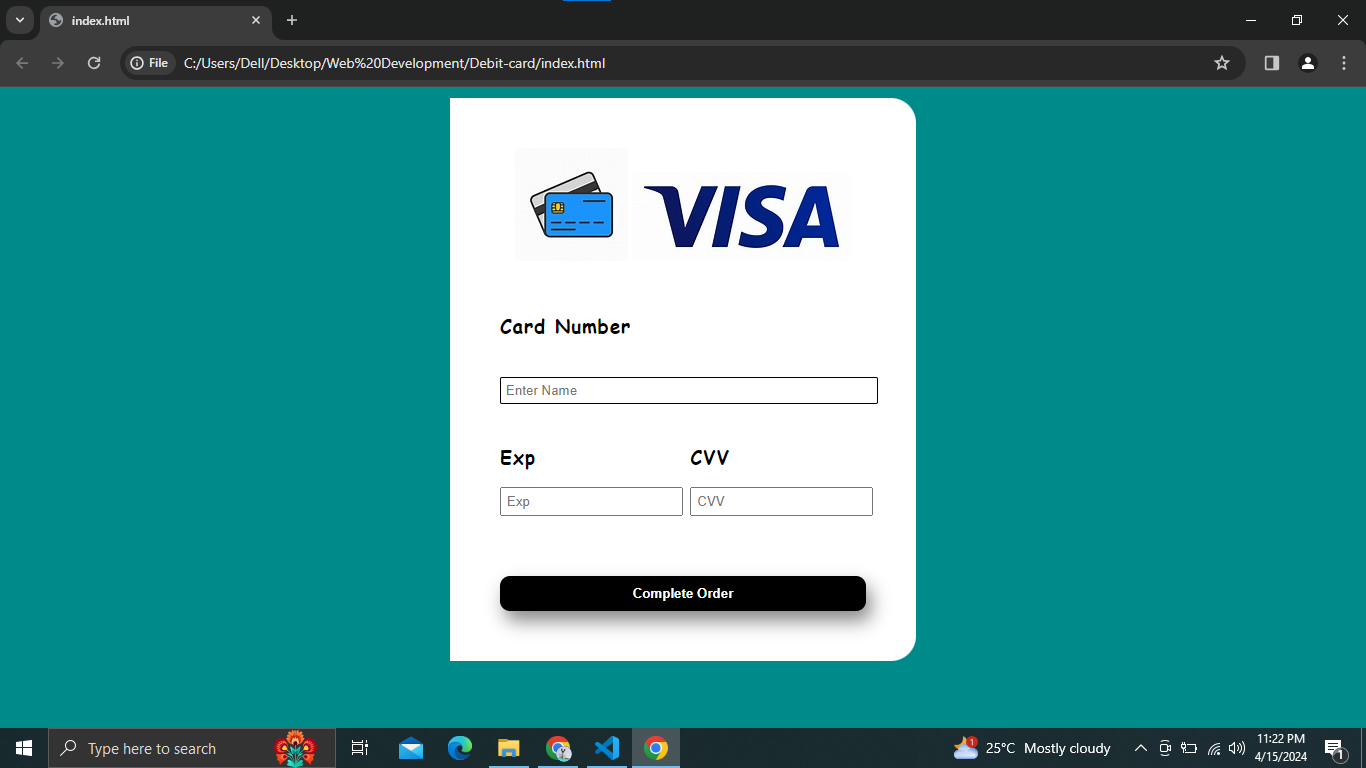 index.html
File C:/Users/Dell/Desktop/Web%20Development/Debit-card/index.html
VISA
Card Number
Enter Name
Exp CVV
Exp CVV
Complete Order
Type here to search
1
25°C Mostly cloudy
11:22 PM
4/15/2024
1